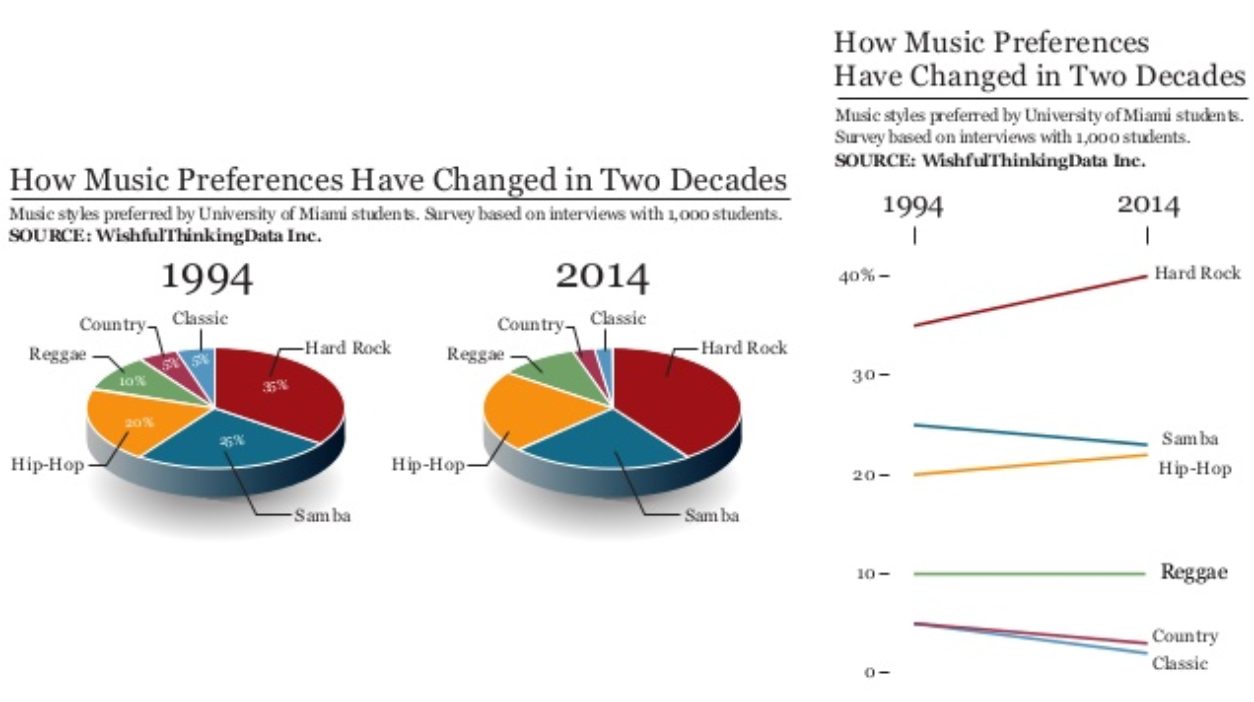 How Music Preferences Have Changed in Two Decades
Music styles preferred by University of Miami students. Survey based on interviews with 1,000 students.
SOURCE: WishfulThinkingData Inc.
1994
Country
Classic
Reggae
Hard Rock
5%
5%
10%
35%
20%
25%
Hip-Hop
Samba
2014
Country
Classic
Reggae
Hard Rock
Hip-Hop
Samba
How Music Preferences
Have Changed in Two Decades
Music styles preferred by University of Miami students.
Survey based on interviews with 1,000 students.
SOURCE: WishfulThinkingData Inc.
1994 2014
40%
Hard Rock
30
Samba
20
Hip-Hop
10
Reggae
Country
Classic
0